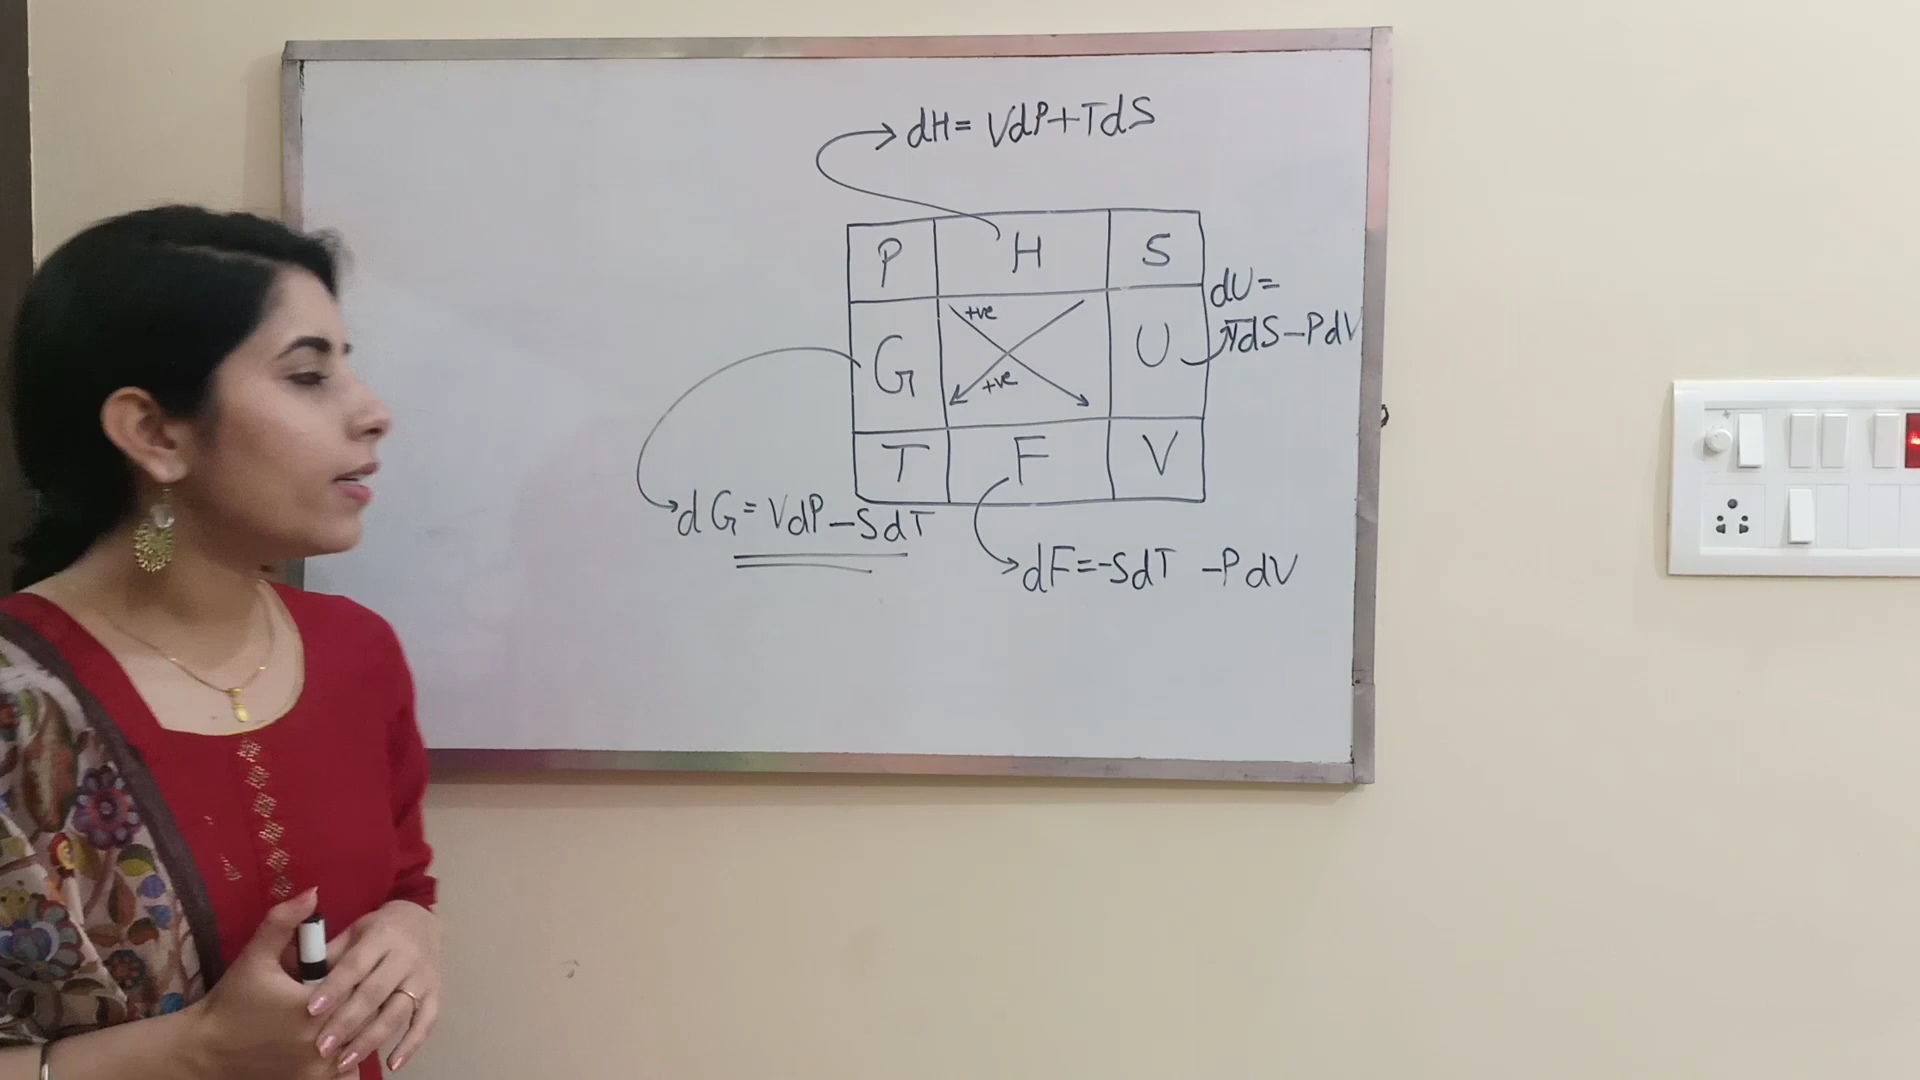 dH= VdP+TdS
P H S
+ve
G U
+ve
T F V
dU=
TdS-PdV
dG=VdP-SdT
dF=-SdT -PdV